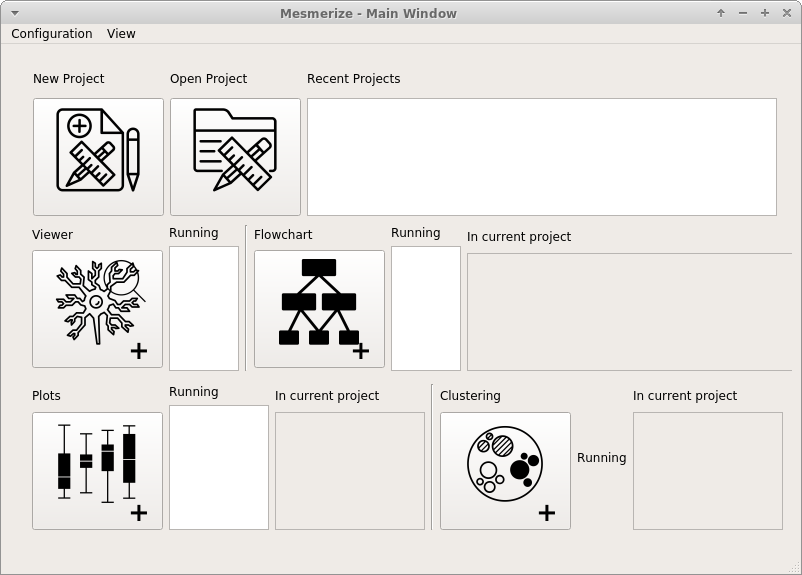 Mesmerize - Main Window
Configuration View
New Project Open Project Recent Projects
Viewer Running Flowchart Running In current project
Plots Running In current project Clustering In current project
Running